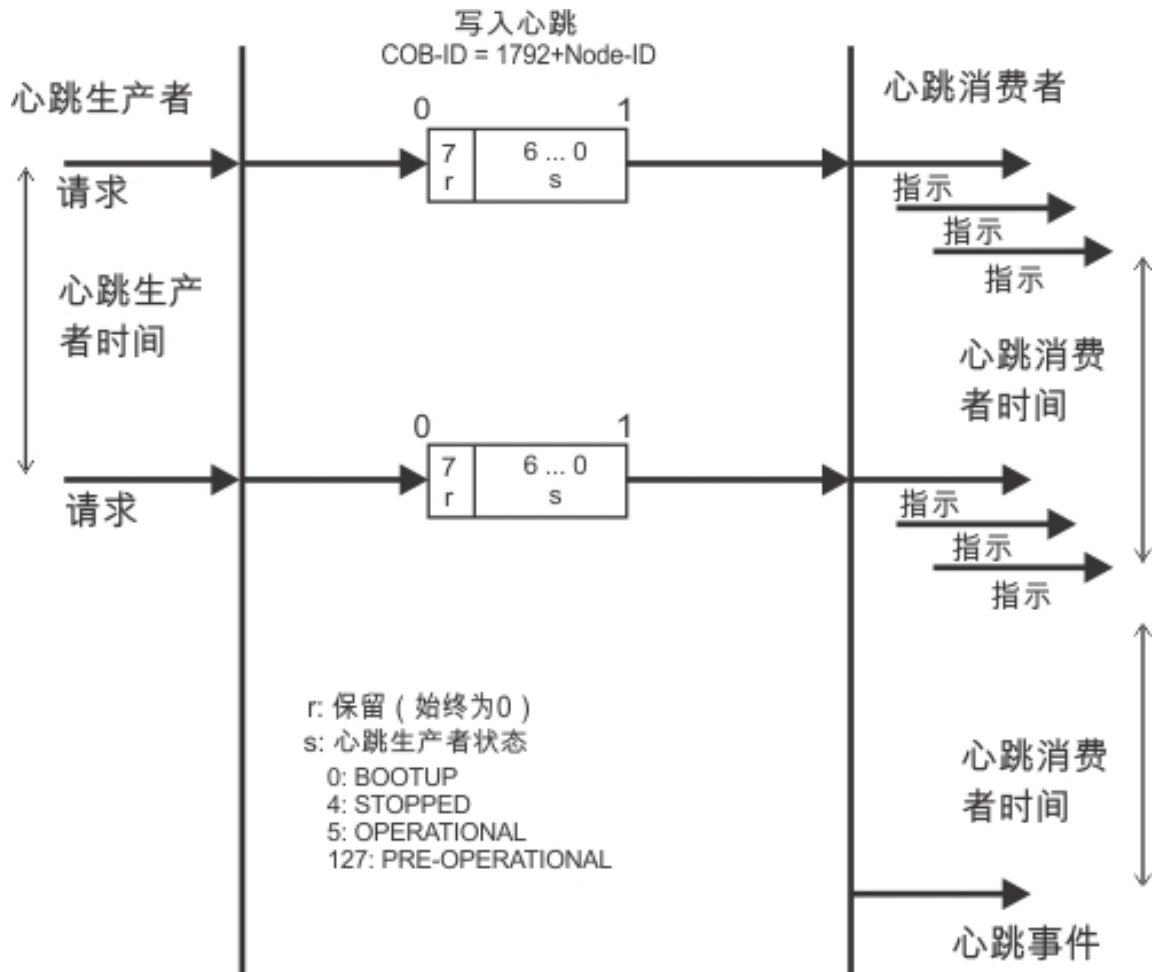 写入心跳
COB-ID = 1792+Node-ID
心跳生产者
心跳消费者
0
1
7
r
6 ... 0
s
请求
指示
指示
指示
心跳生产
者时间
心跳消费
者时间
0
1
7
r
6 ... 0
s
请求
指示
指示
指示
r: 保留（始终为0）
s: 心跳生产者状态
0: BOOTUP
4: STOPPED
5: OPERATIONAL
127: PRE-OPERATIONAL
心跳消费
者时间
心跳事件